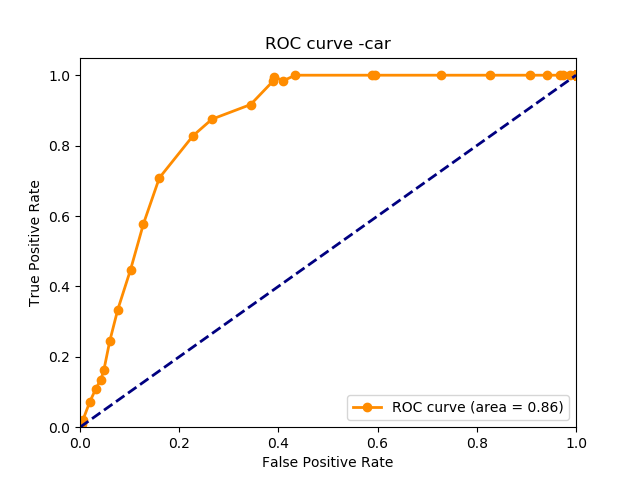 ROC curve -car
True Positive Rate
1.0
0.8
0.6
0.4
0.2
0.0
ROC curve (area = 0.86)
0.0 0.2 0.4 0.6 0.8 1.0
False Positive Rate